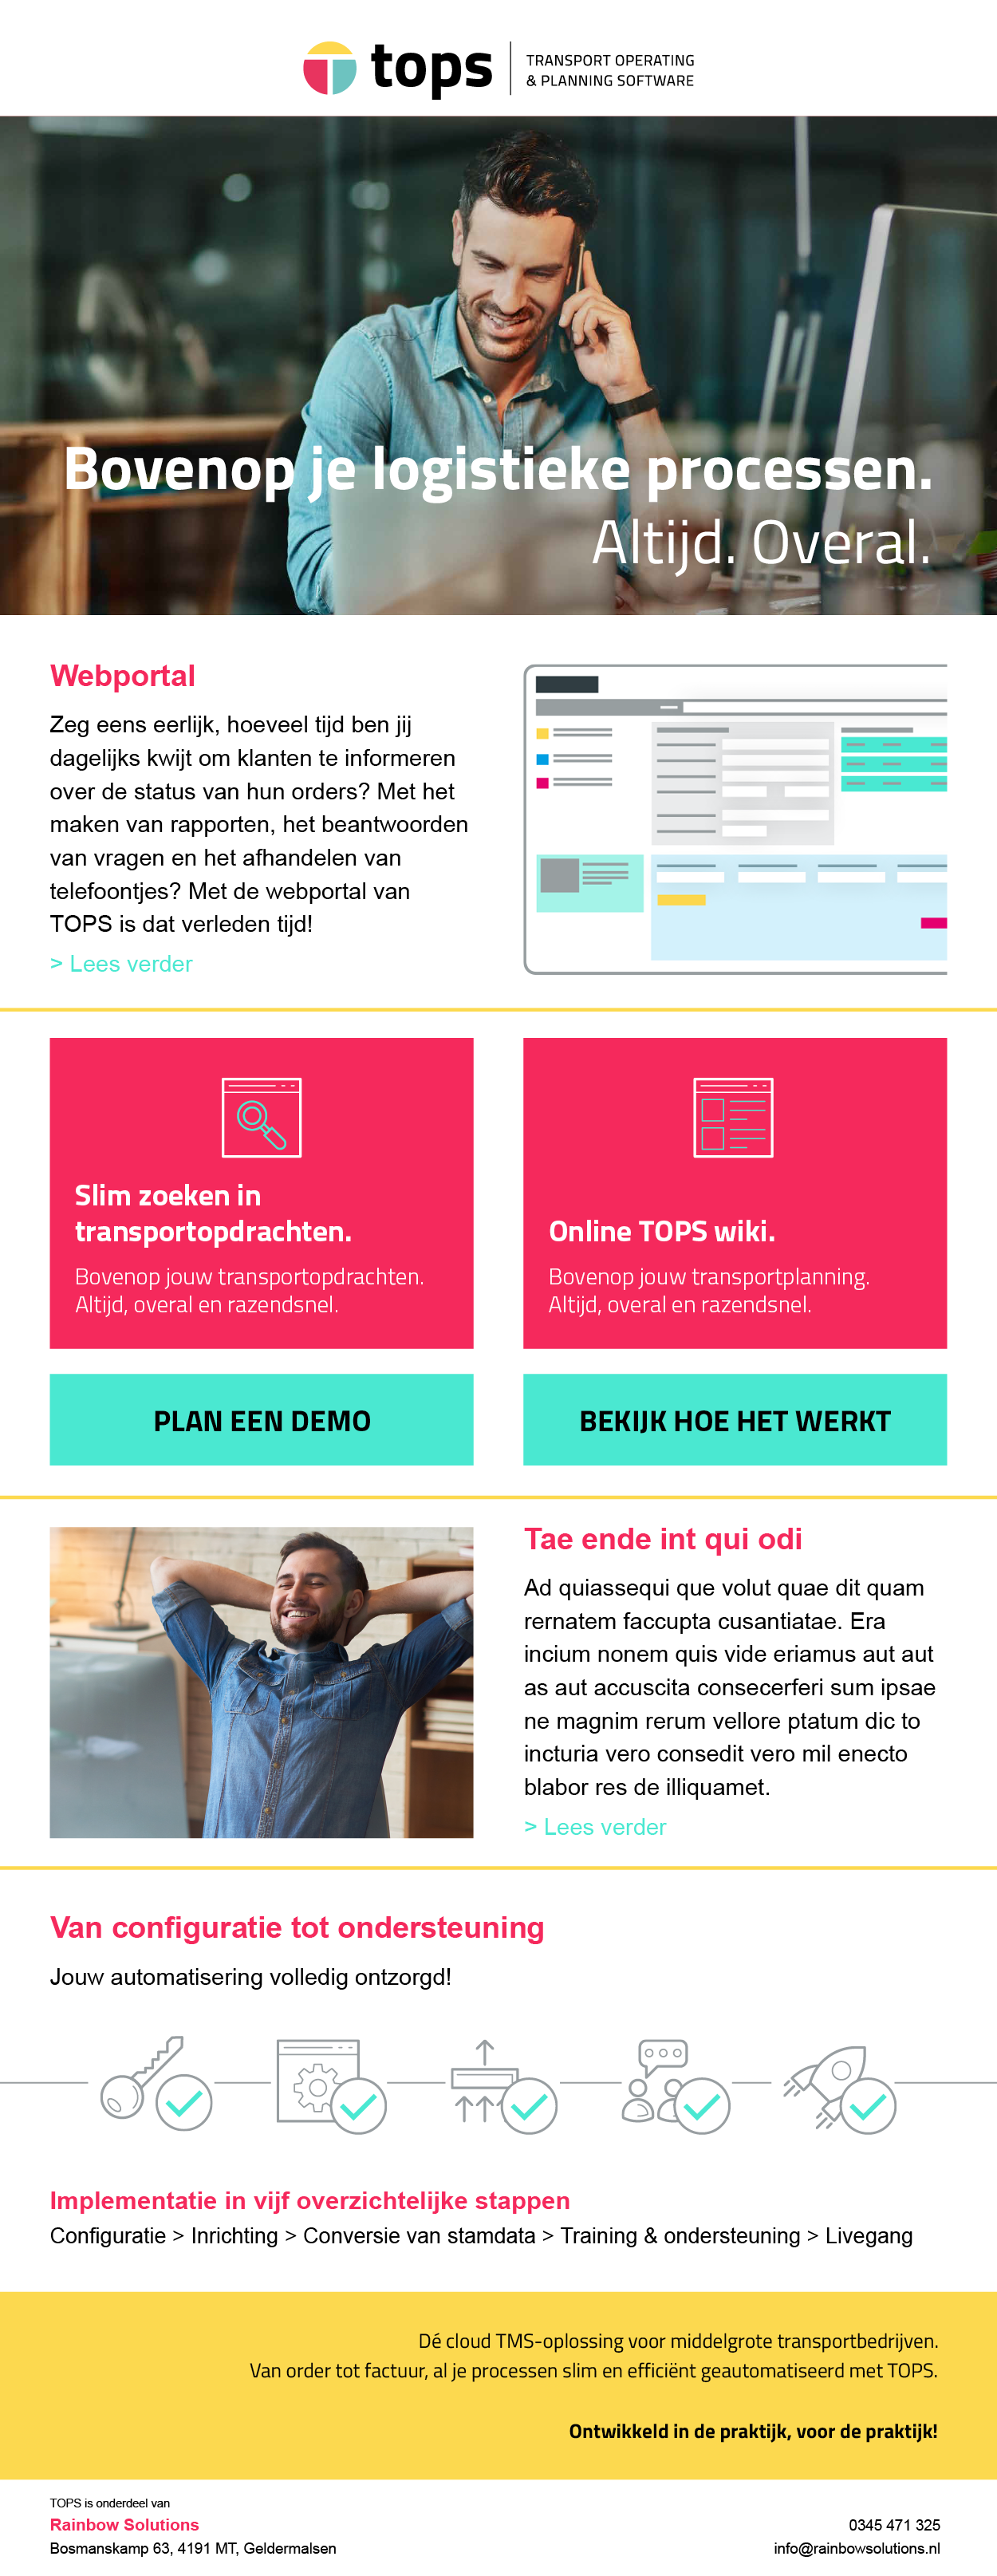 tops
TRANSPORT OPERATING
& PLANNING SOFTWARE
Bovenop je logistieke processen.
Altijd. Overal.
Webportal
Zeg eens eerlijk, hoeveel tijd ben jij
dagelijks kwijt om klanten te informeren
over de status van hun orders? Met het
maken van rapporten, het beantwoorden
van vragen en het afhandelen van
telefoontjes? Met de webportal van
TOPS is dat verleden tijd!
> Lees verder
Slim zoeken in
transportopdrachten.
Bovenop jouw transportopdrachten.
Altijd, overal en razendsnel.
PLAN EEN DEMO
Online TOPS wiki.
Bovenop jouw transportplanning.
Altijd, overal en razendsnel.
BEKIJK HOE HET WERKT
Tae ende int qui odi
Ad quiassequi que volut quae dit quam
rernatem faccupta cusantiatae. Era
incium nonem quis vide eriamus aut aut
as aut accuscita consecerferi sum ipsae
ne magnim rerum vellore ptatum dic to
incturia vero consedit vero mil enecto
blabor res de illiquamet.
> Lees verder
Van configuratie tot ondersteuning
Jouw automatisering volledig ontzorgd!
Implementatie in vijf overzichtelijke stappen
Configuratie > Inrichting > Conversie van stamdata > Training & ondersteuning > Livegang
Dé cloud TMS-oplossing voor middelgrote transportbedrijven.
Van order tot factuur, al je processen slim en efficiënt geautomatiseerd met TOPS.
Ontwikkeld in de praktijk, voor de praktijk!
TOPS is onderdeel van
Rainbow Solutions
Bosmanskamp 63, 4191 MT, Geldermalsen
0345 471 325
info@rainbowsolutions.nl